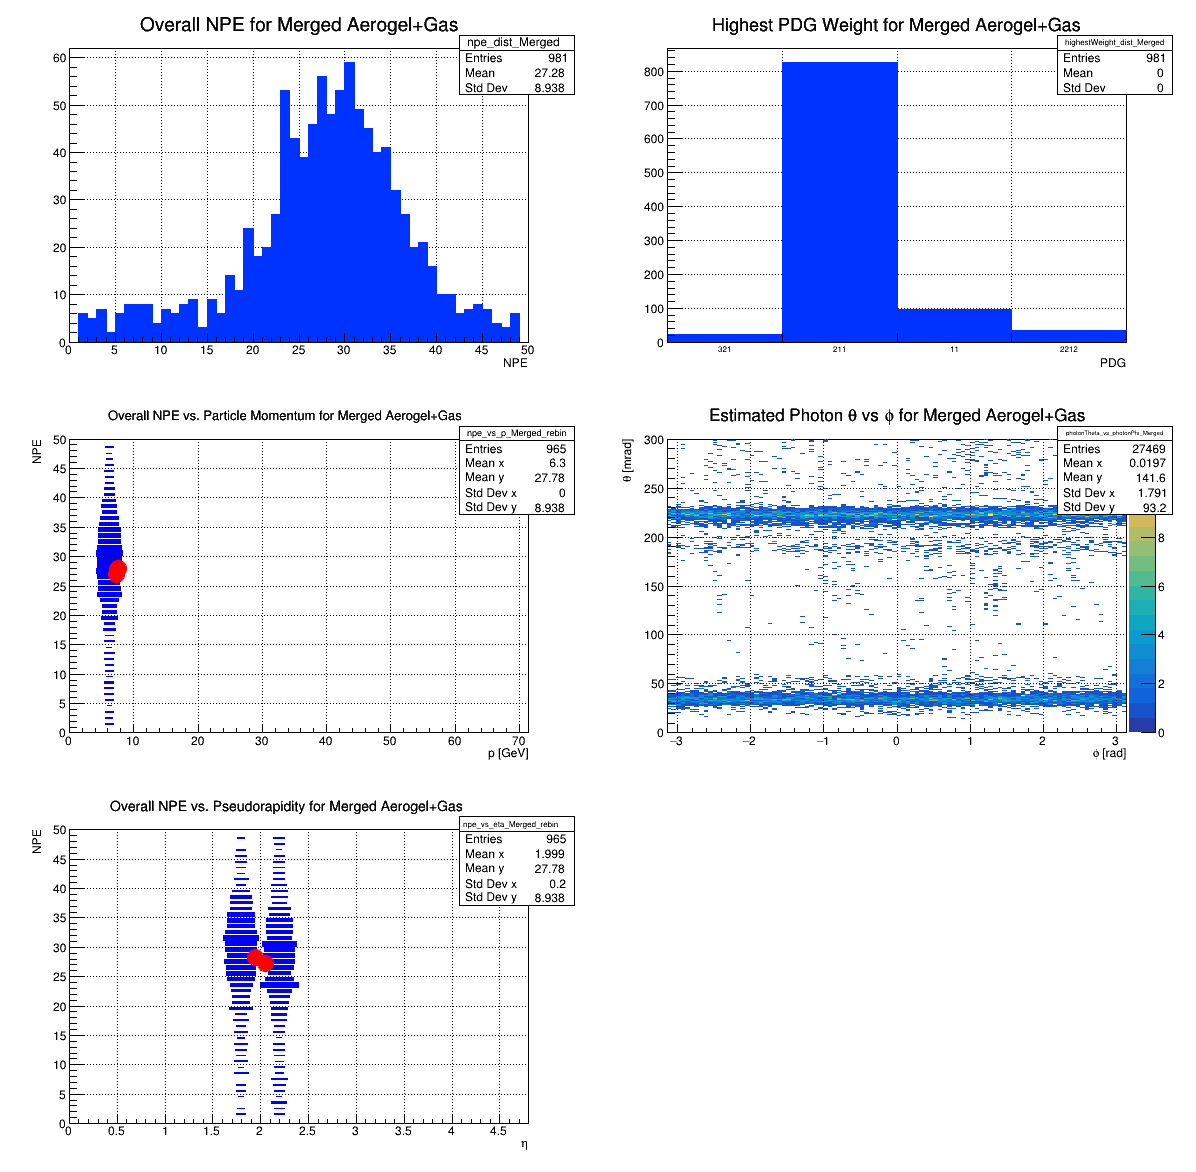 Overall NPE for Merged Aerogel+Gas
npe_dist_Merged
Entries 981
Mean 27.28
Std Dev 8.938
60
50
40
30
20
10
0
0 5 10 15 20 25 30 35 40 45 50
NPE
Highest PDG Weight for Merged Aerogel+Gas
highestWeight_dist_Merged
Entries 981
Mean 0
Std Dev 0
800
700
600
500
400
300
200
100
0
321 211 11 2212
PDG
Overall NPE vs. Particle Momentum for Merged Aerogel+Gas
npe_vs_p_Merged_rebin
Entries 965
Mean x 6.3
Mean y 27.78
Std Dev x 0
Std Dev y 8.938
NPE
50
45
40
35
30
25
20
15
10
5
0
0 10 20 30 40 50 60 70
p [GeV]
Estimated Photon θ vs ϕ for Merged Aerogel+Gas
photonTheta_vs_photonPhi_Merged
Entries 27469
Mean x 0.0197
Mean y 141.6
Std Dev x 1.791
Std Dev y 93.2
θ [mrad]
300
250
200
150
100
50
0
−3 −2 −1 0 1 2 3
ϕ [rad]
8
6
4
2
0
Overall NPE vs. Pseudorapidity for Merged Aerogel+Gas
npe_vs_eta_Merged_rebin
Entries 965
Mean x 1.999
Mean y 27.78
Std Dev x 0.2
Std Dev y 8.938
NPE
50
45
40
35
30
25
20
15
10
5
0
0 0.5 1 1.5 2 2.5 3 3.5 4 4.5
η